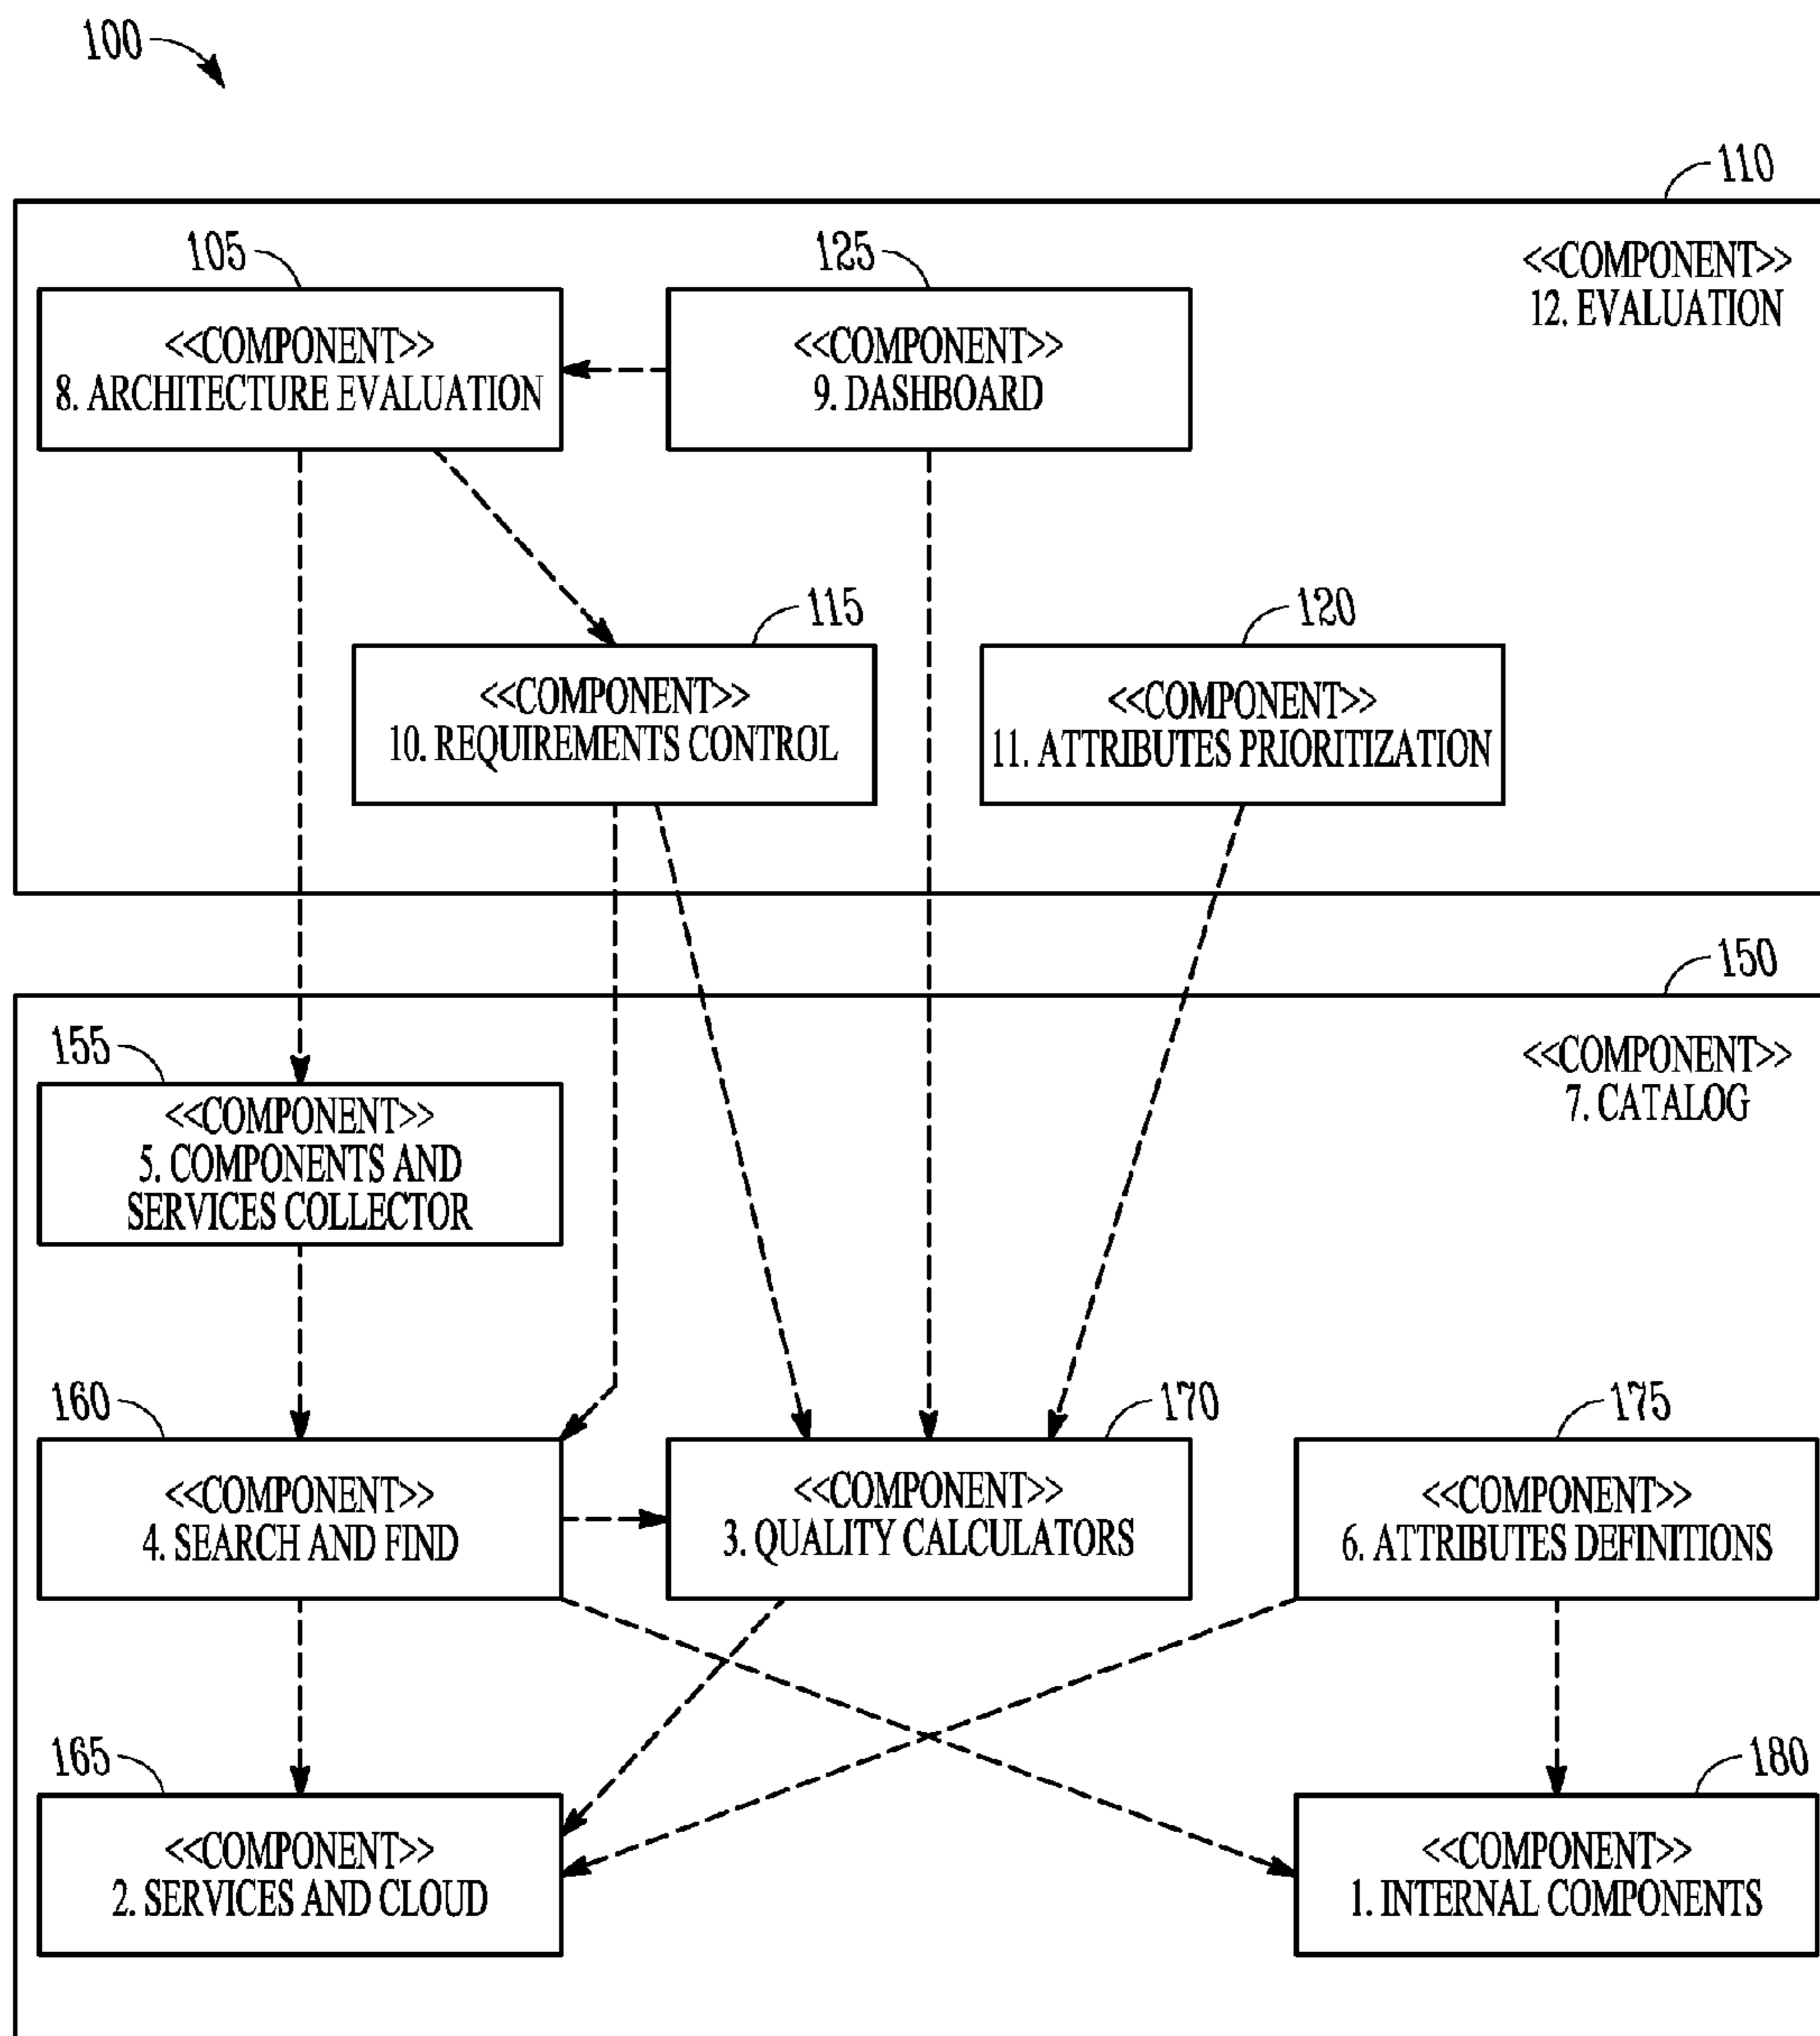 100
110
<<COMPONENT>>
12. EVALUATION
105
<<COMPONENT>>
8. ARCHITECTURE EVALUATION
125
<<COMPONENT>>
9. DASHBOARD
115
<<COMPONENT>>
10. REQUIREMENTS CONTROL
120
<<COMPONENT>>
11. ATTRIBUTES PRIORITIZATION
150
<<COMPONENT>>
7. CATALOG
155
<<COMPONENT>>
5. COMPONENTS AND
SERVICES COLLECTOR
160
<<COMPONENT>>
4. SEARCH AND FIND
170
<<COMPONENT>>
3. QUALITY CALCULATORS
175
<<COMPONENT>>
6. ATTRIBUTES DEFINITIONS
165
<<COMPONENT>>
2. SERVICES AND CLOUD
180
<<COMPONENT>>
1. INTERNAL COMPONENTS